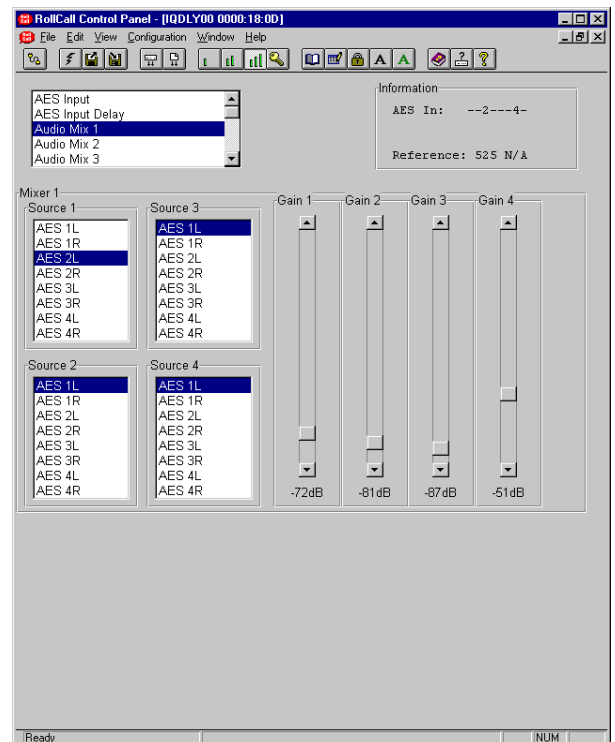 RollCall Control Panel - [IQDLY00 0000:18:0D]
File Edit View Configuration Window Help
A A
AES Input
AES Input Delay
Audio Mix 1
Audio Mix 2
Audio Mix 3
Information
AES In: --2---4-
Reference: 525 N/A
Mixer 1
Source 1
AES 1L
AES 1R
AES 2L
AES 2R
AES 3L
AES 3R
AES 4L
AES 4R
Source 3
AES 1L
AES 1R
AES 2L
AES 2R
AES 3L
AES 3R
AES 4L
AES 4R
Source 2
AES 1L
AES 1R
AES 2L
AES 2R
AES 3L
AES 3R
AES 4L
AES 4R
Source 4
AES 1L
AES 1R
AES 2L
AES 2R
AES 3L
AES 3R
AES 4L
AES 4R
Gain 1 Gain 2 Gain 3 Gain 4
-72dB -81dB -87dB -51dB
Ready NUM